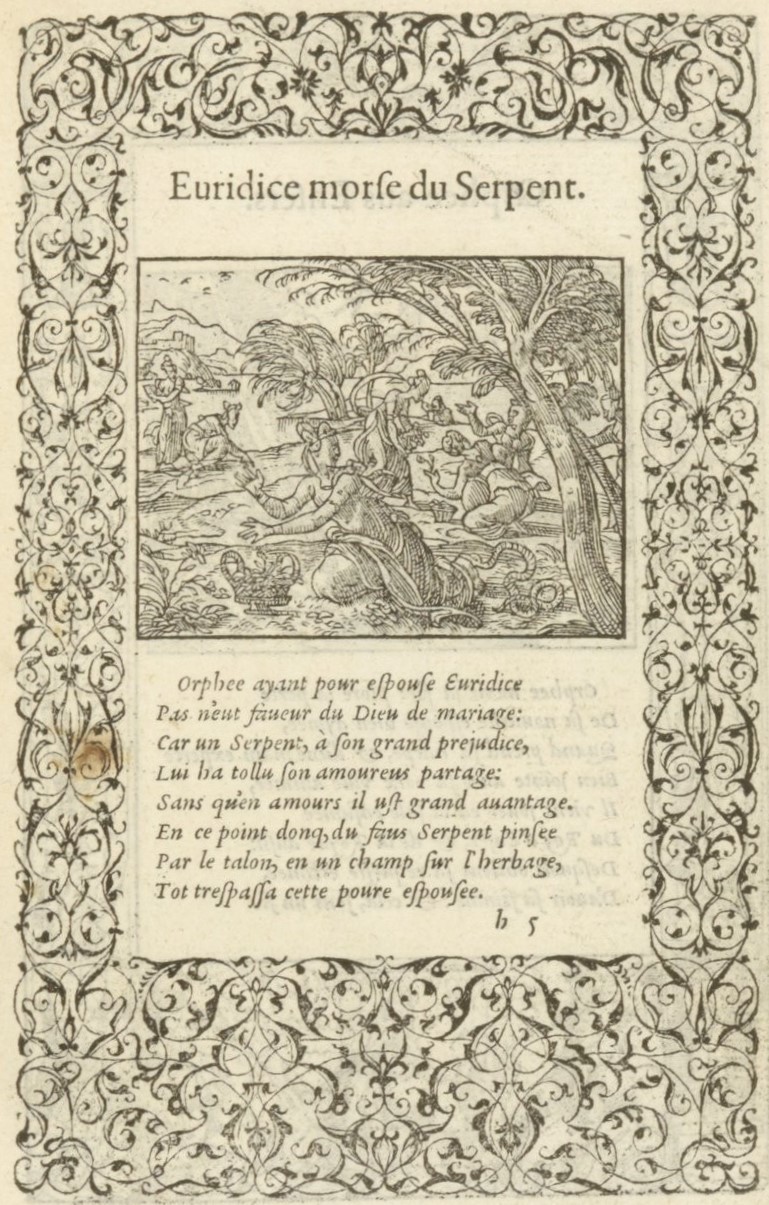 Euridice morſe du Serpent.
Orphee ayant pour eſpouſe Euridice
Pas n'eut faueur du Dieu de mariage:
Car un Serpent, à ſon grand prejudice,
Lui ha tollu ſon amoureus partage:
Sans qu'en amours il uſt grand auantage.
En ce point donq, du faus Serpent pinſee
Par le talon, en un champ ſur l'herbage,
Tot treſpaſſa cette poure eſpouſee.
h 5